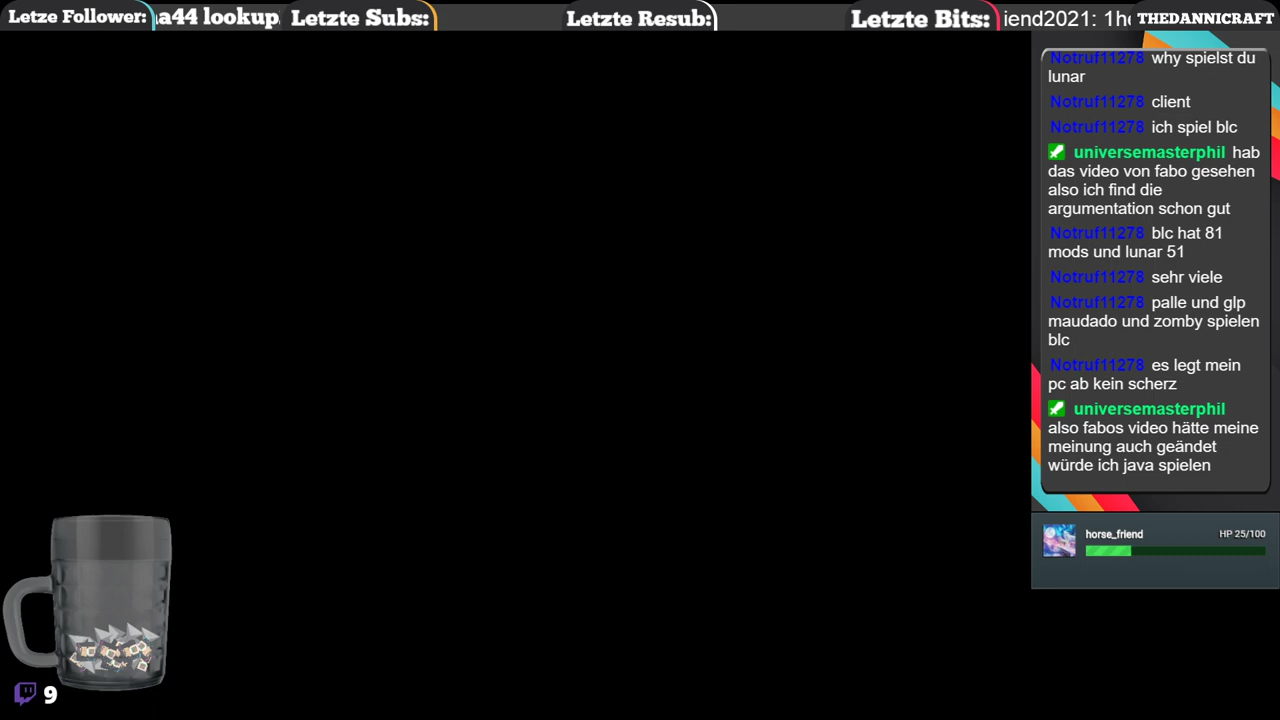 Letze Follower:
a44 lookup
Letzte Subs:
Letzte Resub:
Letzte Bits:
iend2021: 1he
THEDANNICRAFT
Notruf11278 why spielst du
lunar
Notruf11278 client
Notruf11278 ich spiel blc
universemasterphil hab
das video von fabo gesehen
also ich find die
argumentation schon gut
Notruf11278 blc hat 81
mods und lunar 51
Notruf11278 sehr viele
Notruf11278 palle und glp
maudado und zomby spielen
blc
Notruf11278 es legt mein
pc ab kein scherz
universemasterphil
also fabos video hätte meine
meinung auch geändet
würde ich java spielen
horse_friend
HP 25/100
9